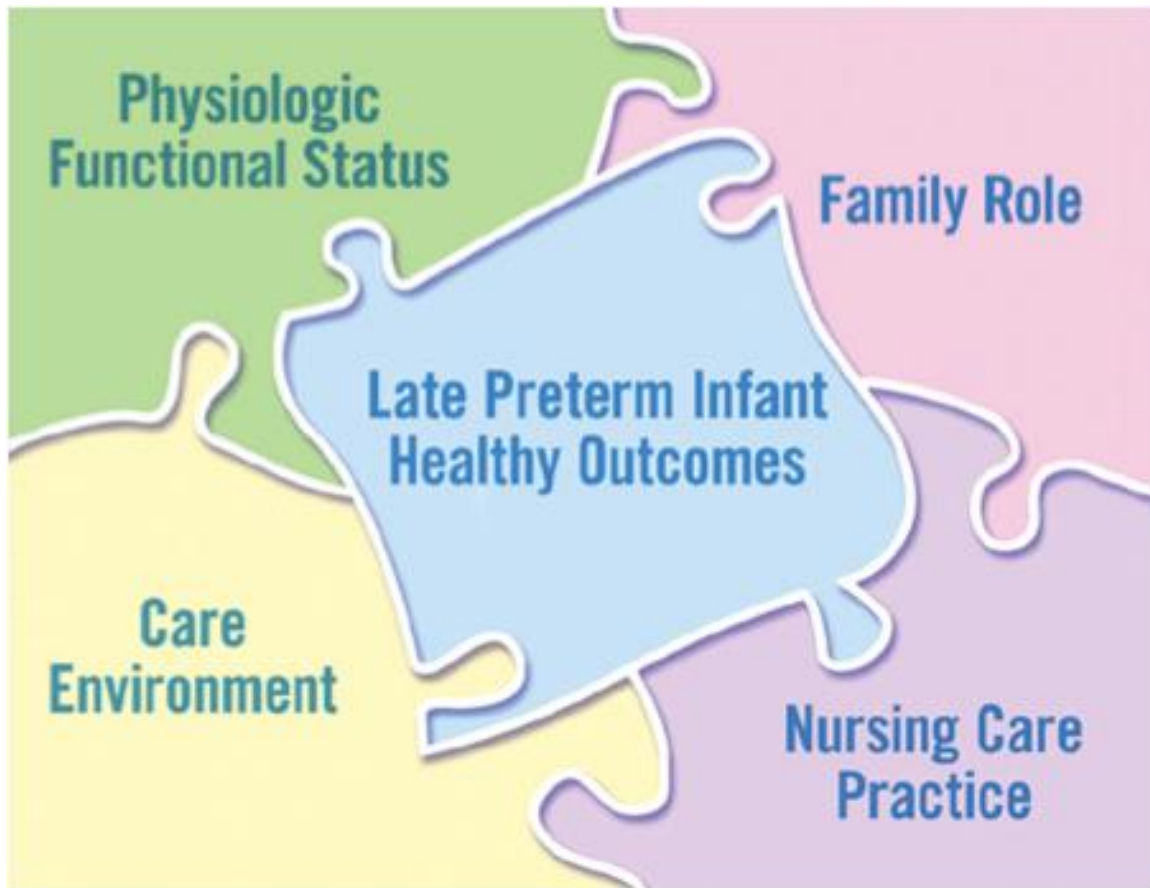 Physiologic
Functional Status
Family Role
Late Preterm Infant
Healthy Outcomes
Care
Environment
Nursing Care
Practice